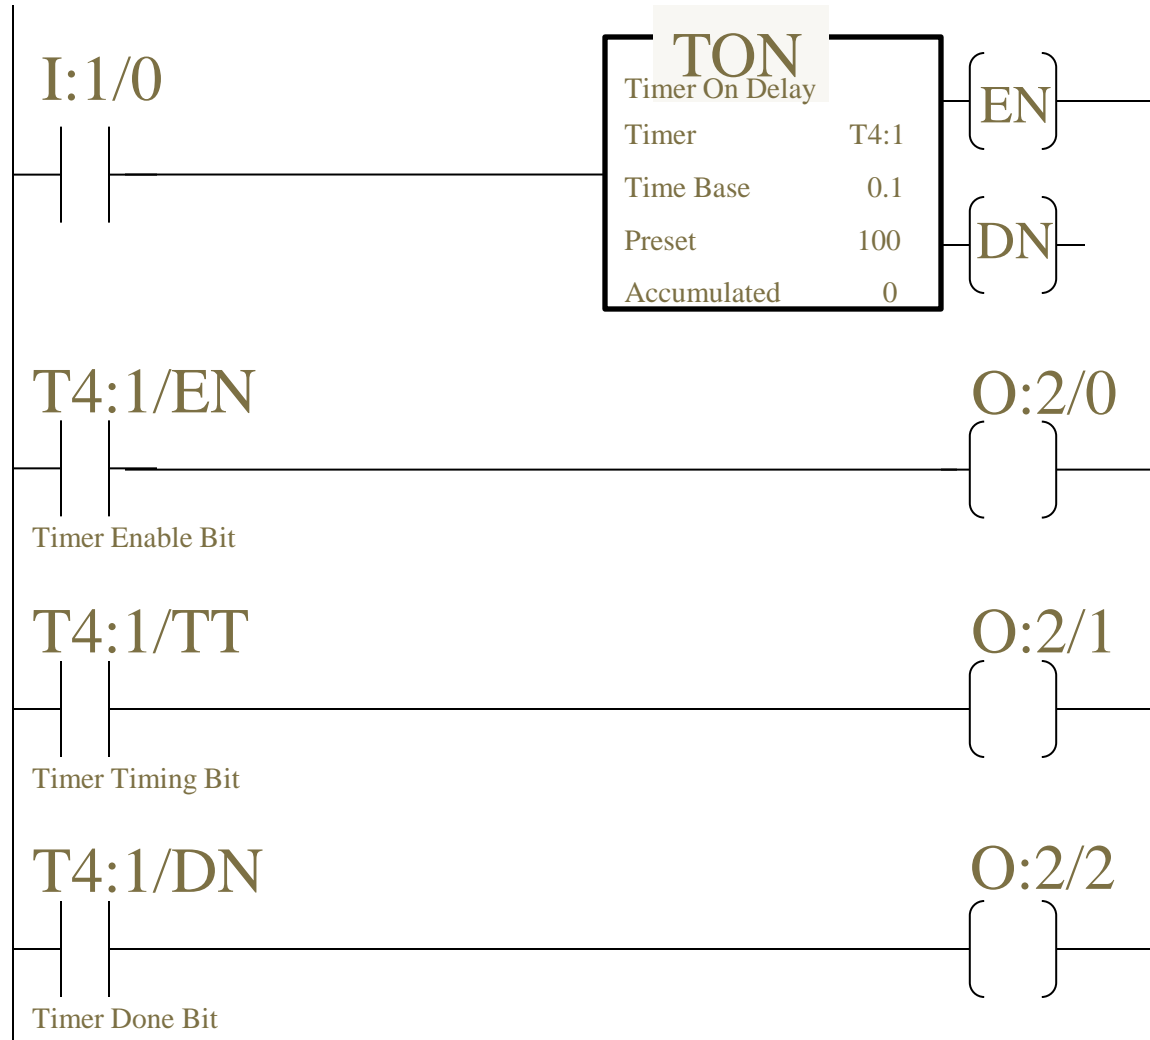 I:1/0
TON
Timer On Delay
EN
Timer T4:1
Time Base 0.1
Preset 100
DN
Accumulated 0
T4:1/EN O:2/0
Timer Enable Bit
T4:1/TT O:2/1
Timer Timing Bit
T4:1/DN O:2/2
Timer Done Bit